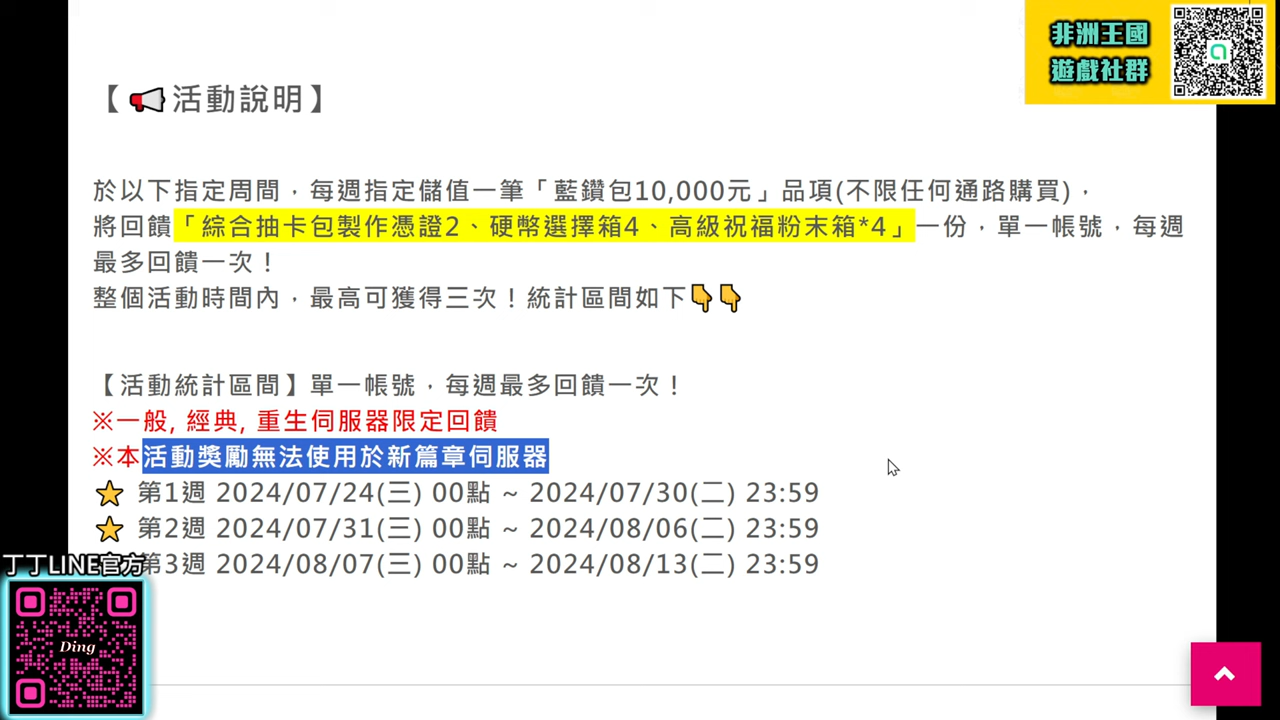 非洲王國
遊戲社群
【📢活動說明】
於以下指定周間，每週指定儲值一筆「藍鑽包10,000元」品項(不限任何通路購買)，
將回饋「綜合抽卡包製作憑證2、硬幣選擇箱4、高級祝福粉末箱*4」一份，單一帳號，每週
最多回饋一次！
整個活動時間內，最高可獲得三次！統計區間如下👇👇
【活動統計區間】單一帳號，每週最多回饋一次！
※一般, 經典, 重生伺服器限定回饋
※本活動獎勵無法使用於新篇章伺服器
⭐ 第1週 2024/07/24(三) 00點 ~ 2024/07/30(二) 23:59
⭐ 第2週 2024/07/31(三) 00點 ~ 2024/08/06(二) 23:59
第3週 2024/08/07(三) 00點 ~ 2024/08/13(二) 23:59
丁丁LINE官方
Ding